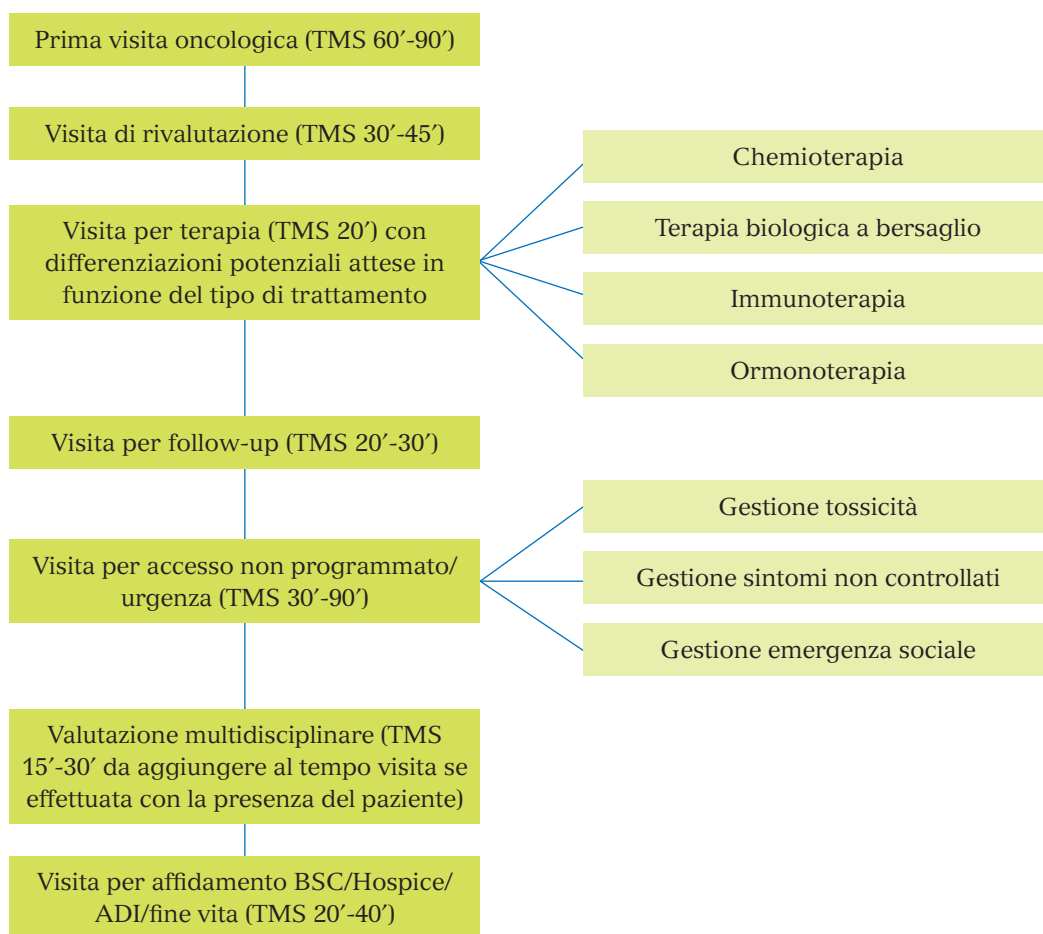 Prima visita oncologica (TMS 60′-90′)
Visita di rivalutazione (TMS 30′-45′)
Visita per terapia (TMS 20′) con
differenziazioni potenziali attese in
funzione del tipo di trattamento
Chemioterapia
Terapia biologica a bersaglio
Immunoterapia
Ormonoterapia
Visita per follow-up (TMS 20′-30′)
Visita per accesso non programmato/
urgenza (TMS 30′-90′)
Gestione tossicità
Gestione sintomi non controllati
Gestione emergenza sociale
Valutazione multidisciplinare (TMS
15′-30′ da aggiungere al tempo visita se
effettuata con la presenza del paziente)
Visita per affidamento BSC/Hospice/
ADI/fine vita (TMS 20′-40′)